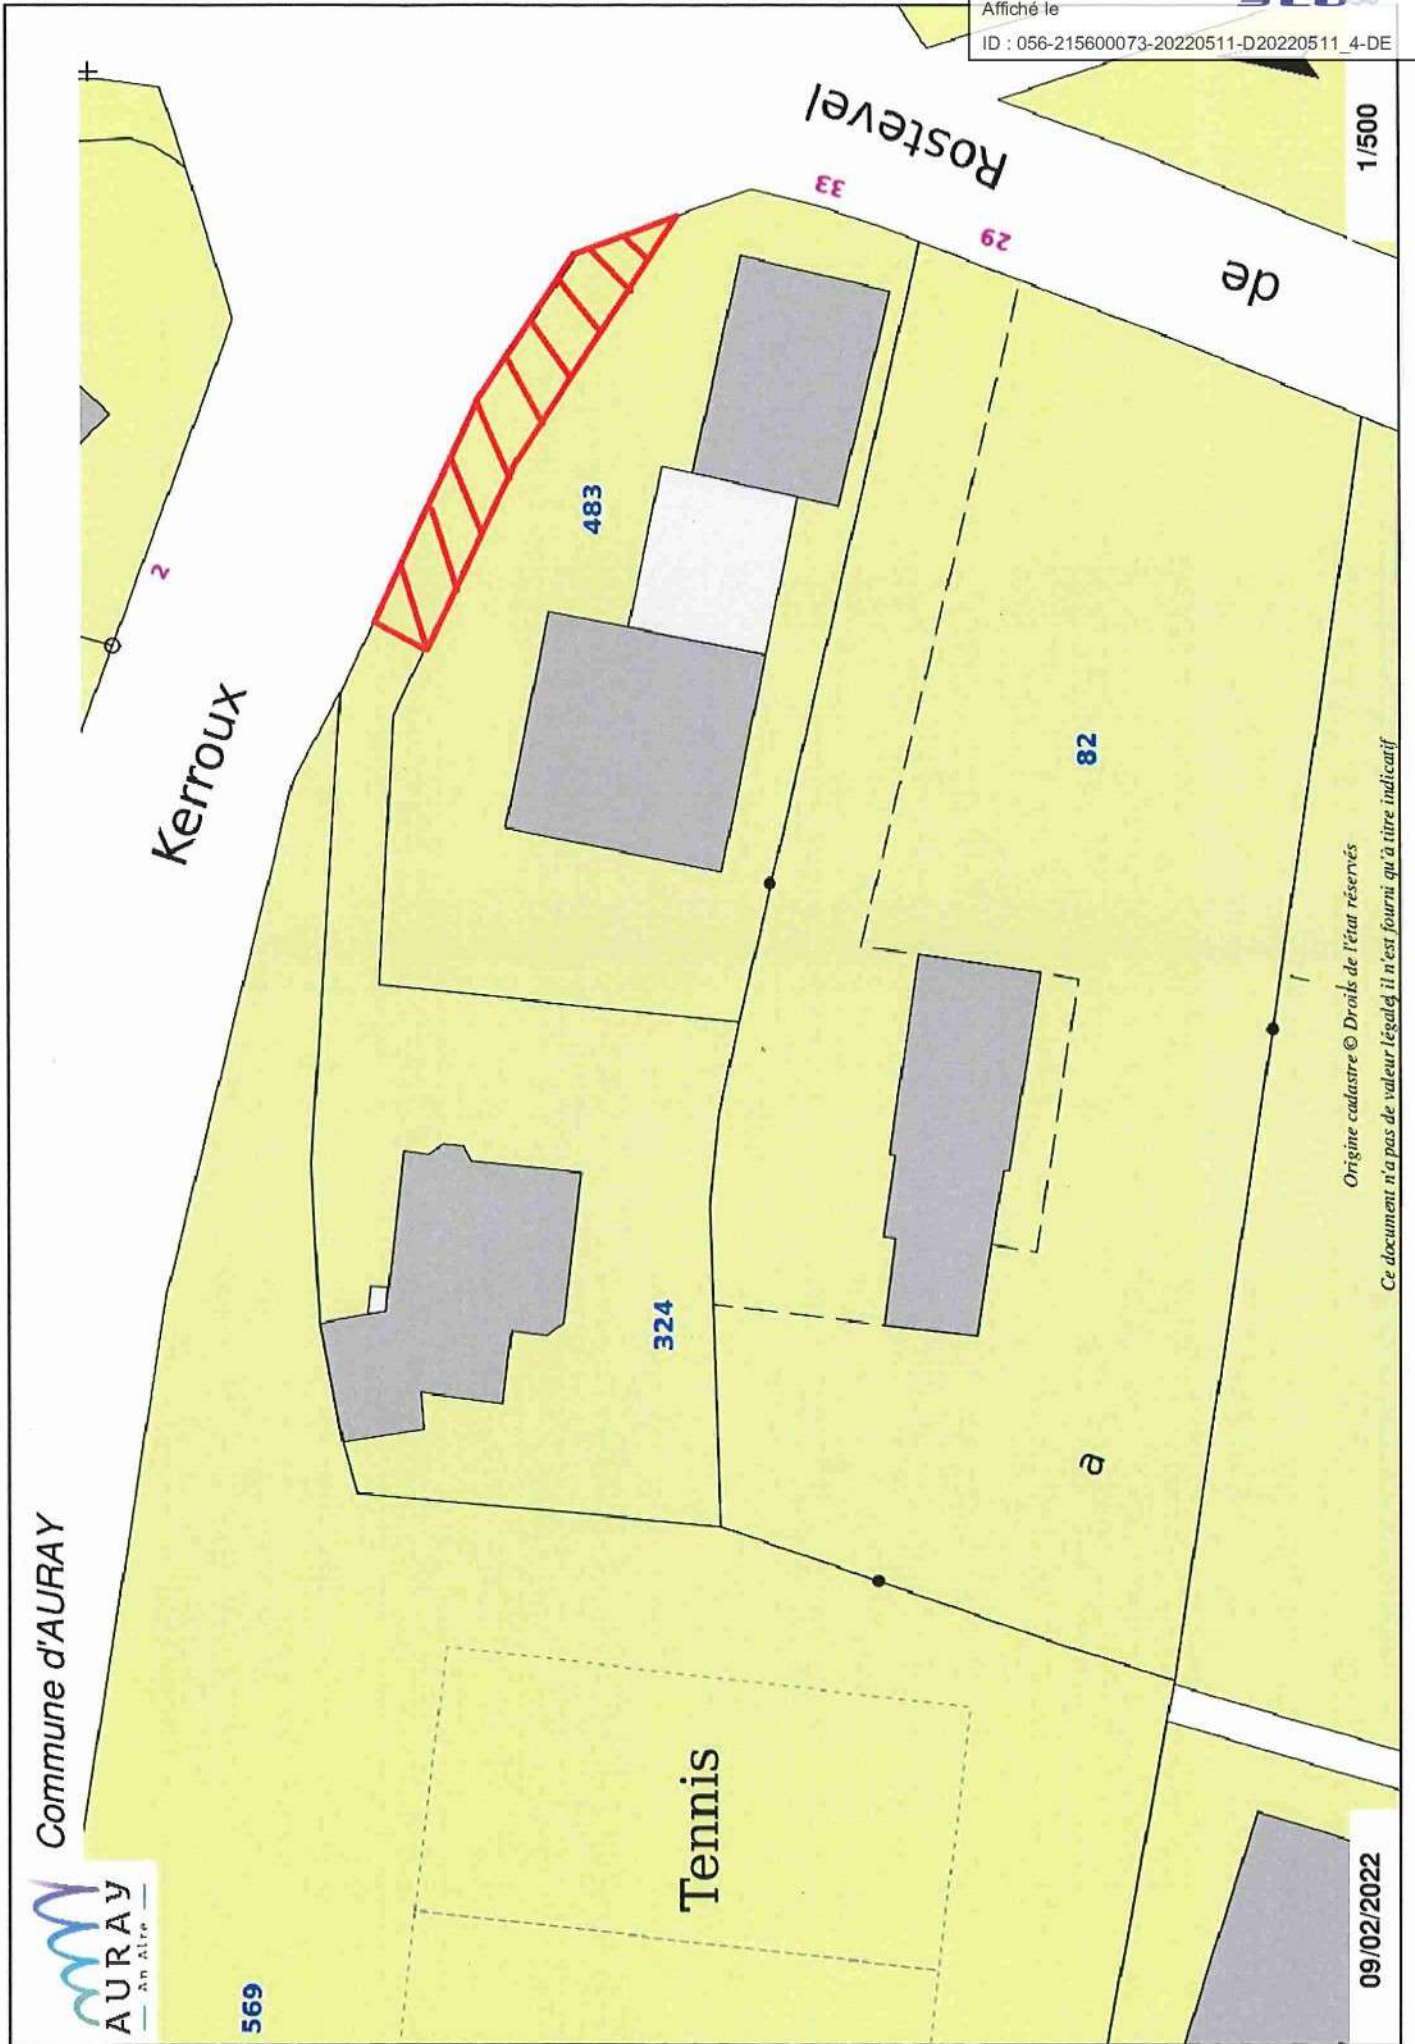 Affiché le
ID : 056-215600073-20220511-D20220511_4-DE
AURAY
An Alre
Commune d'AURAY
Kerroux
2
Rostevel
de
33
29
483
82
324
569
a
Tennis
1/500
Origine cadastre © Droits de l'état réservés
Ce document n'a pas de valeur légale, il n'est fourni qu'à titre indicatif
09/02/2022